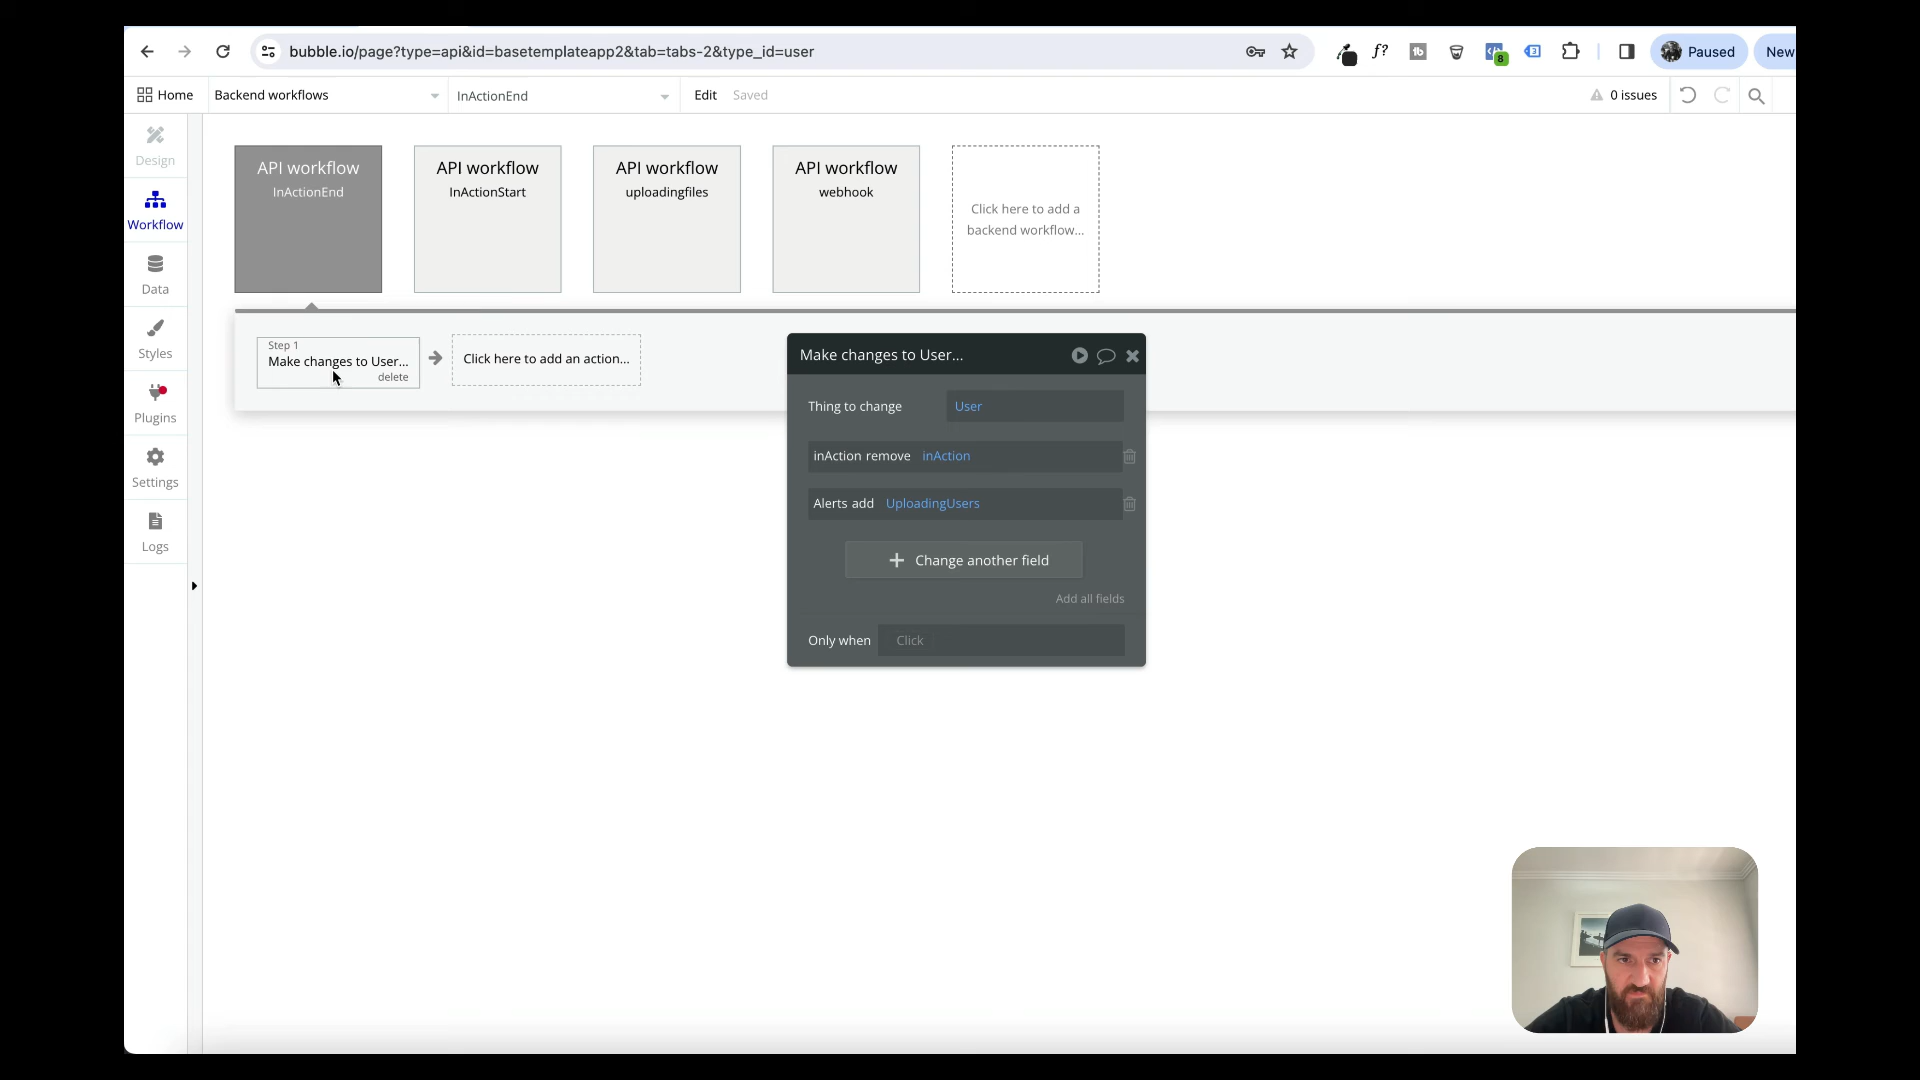 bubble.io/page?type=api&id=basetemplateapp2&tab=tabs-2&type_id=user
f?
8
3
Paused
New
Home
Backend workflows
InActionEnd
Edit
Saved
0 issues
Design
Workflow
Data
Styles
Plugins
Settings
Logs
API workflow
InActionEnd
API workflow
InActionStart
API workflow
uploadingfiles
API workflow
webhook
Click here to add a
backend workflow...
Step 1
Make changes to User...
delete
Click here to add an action...
Make changes to User...
Thing to change User
inAction remove inAction
Alerts add UploadingUsers
Change another field
Add all fields
Only when Click